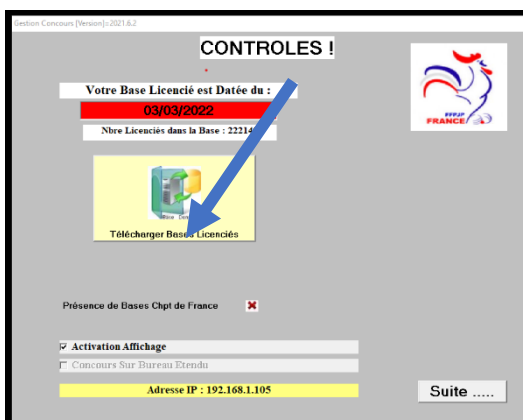 Gestion Concours [Version]:2021.6.2
CONTROLES !
Votre Base Licencié est Datée du :
03/03/2022
Nbre Licenciés dans la Base :
FFPJP
FRANCE
Télécharger Bases Licenciés
Présence de Bases Chpt de France
Activation Affichage
Concours Sur Bureau Etendu
Adresse IP : 192.168.1.105
Suite .....